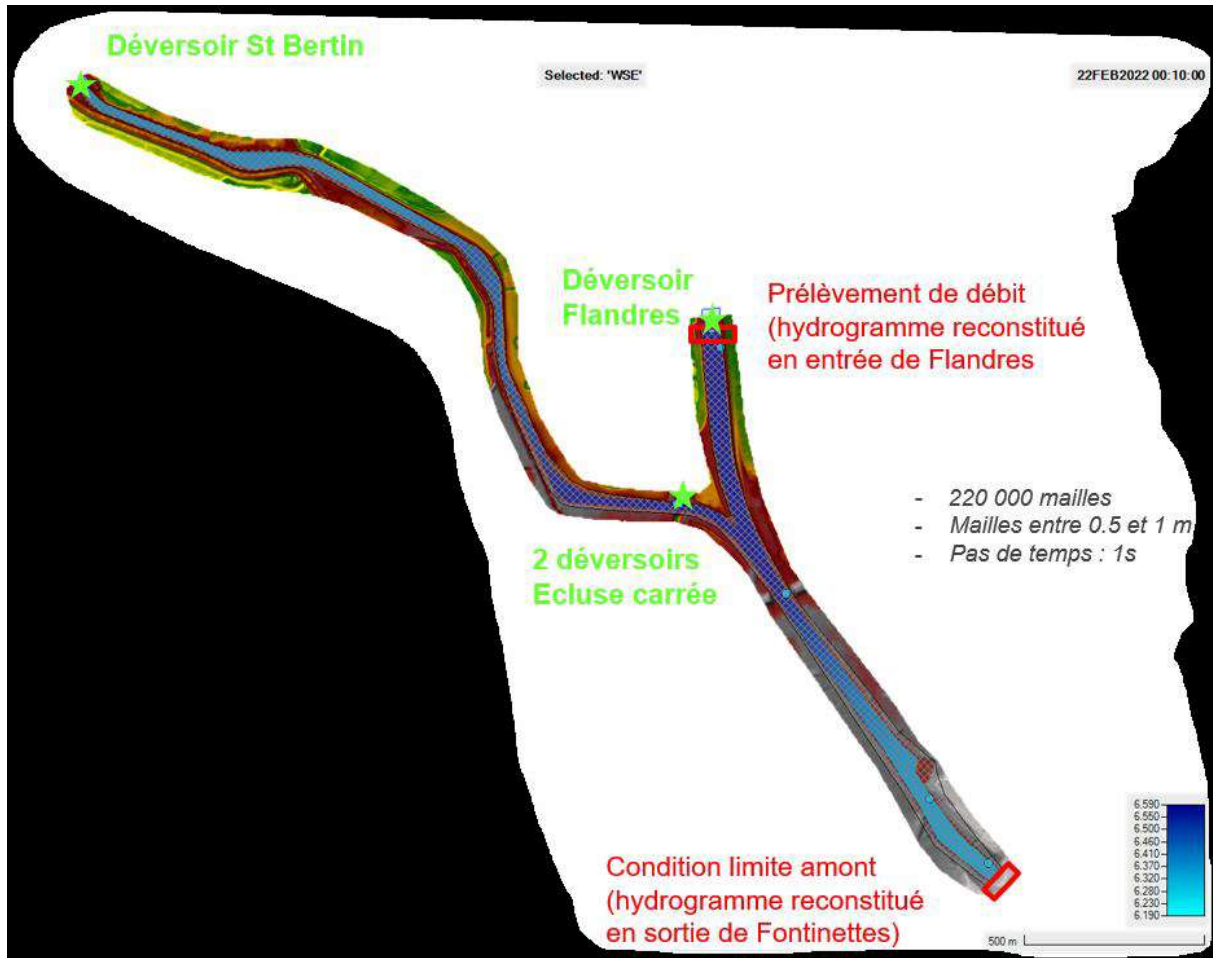 Déversoir St Bertin
Selected: 'WSE'
22FEB2022 00:10:00
Déversoir
Flandres
Prélèvement de débit
(hydrogramme reconstitué
en entrée de Flandres
- 220 000 mailles
- Mailles entre 0.5 et 1 m
- Pas de temps : 1s
2 déversoirs
Ecluse carrée
Condition limite amont
(hydrogramme reconstitué
en sortie de Fontinettes)
6.590
6.550
6.500
6.460
6.410
6.370
6.320
6.280
6.230
6.190
500 m